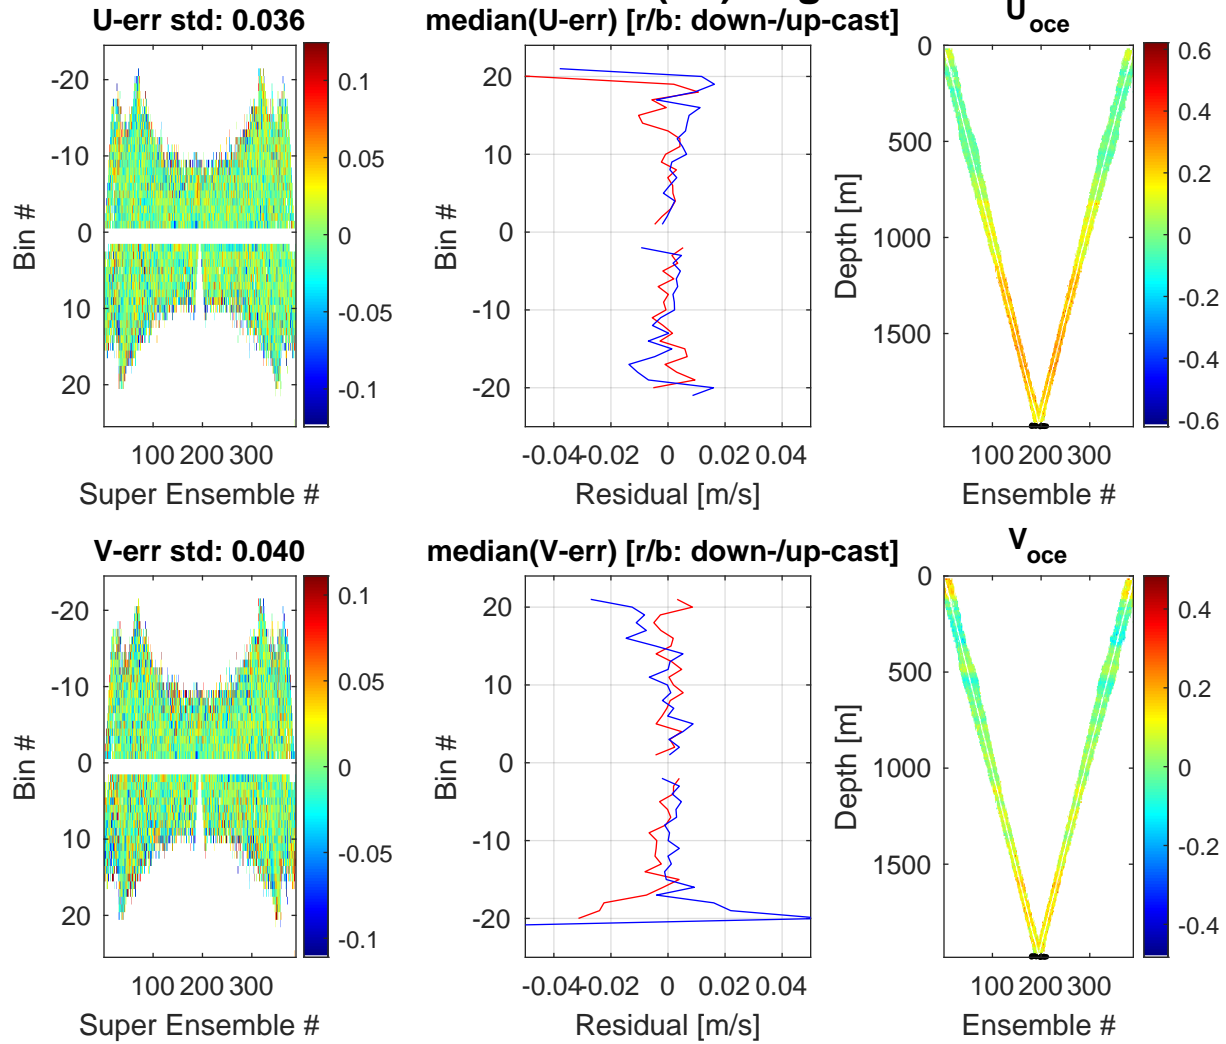 U-err std: 0.036
-20
-10
0
10
20
Bin #
100 200 300
Super Ensemble #
0.1
0.05
0
-0.05
-0.1
median(U-err) [r/b: down-/up-cast]
20
10
0
-10
-20
Bin #
-0.04 -0.02 0 0.02 0.04
Residual [m/s]
U oce
0
500
1000
1500
Depth [m]
100 200 300
Ensemble #
0.6
0.4
0.2
0
-0.2
-0.4
-0.6
V-err std: 0.040
-20
-10
0
10
20
Bin #
100 200 300
Super Ensemble #
0.1
0.05
0
-0.05
-0.1
median(V-err) [r/b: down-/up-cast]
20
10
0
-10
-20
Bin #
-0.04 -0.02 0 0.02 0.04
Residual [m/s]
V oce
0
500
1000
1500
Depth [m]
100 200 300
Ensemble #
0.4
0.2
0
-0.2
-0.4